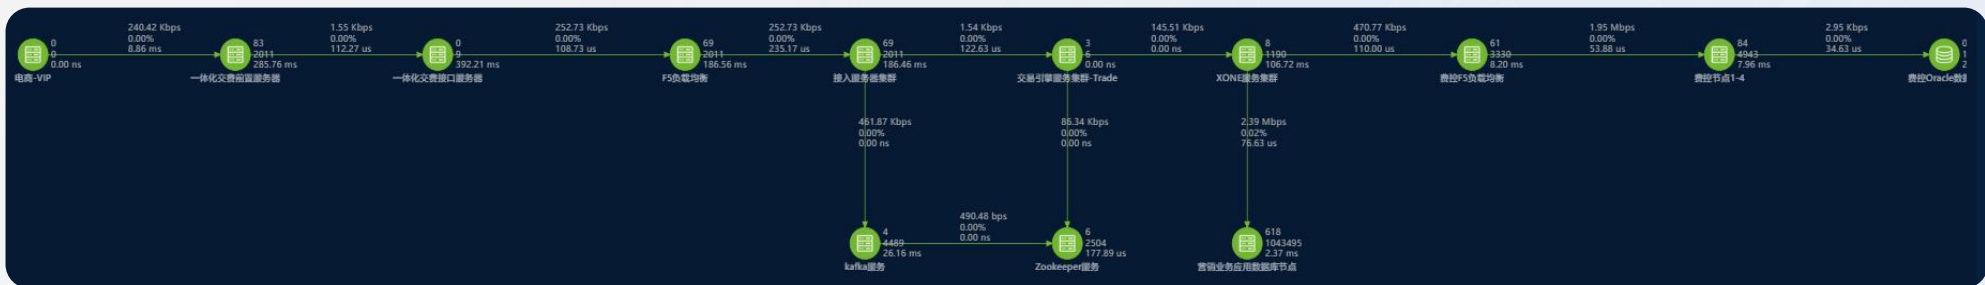 240.42 Kbps
0.00%
8.86 ms
1.55 Kbps
0.00%
112.27 us
252.73 Kbps
0.00%
108.73 us
252.73 Kbps
0.00%
235.17 us
1.54 Kbps
0.00%
122.63 us
145.51 Kbps
0.00%
0.00 ns
470.77 Kbps
0.00%
110.00 us
1.95 Mbps
0.00%
53.88 us
2.95 Kbps
0.00%
34.63 us
0
0
0.00 ns
电商-VIP
83
2011
285.76 ms
一体化交费前置服务器
0
9
392.21 ms
一体化交费接口服务器
69
2011
186.56 ms
F5负载均衡
69
2011
186.46 ms
接入服务器集群
3
6
0.00 ns
交易引擎服务集群-Trade
8
1190
106.72 ms
XONE服务集群
61
3330
8.20 ms
费控F5负载均衡
84
4943
7.96 ms
费控节点1-4
0
1
2
费控Oracle数据
461.87 Kbps
0.00%
0.00 ns
86.34 Kbps
0.00%
0.00 ns
2.39 Mbps
0.02%
76.63 us
4
4489
26.16 ms
kafka服务
490.48 bps
0.00%
0.00 ns
6
2504
177.89 us
Zookeeper服务
618
1043495
2.37 ms
营销业务应用数据库节点